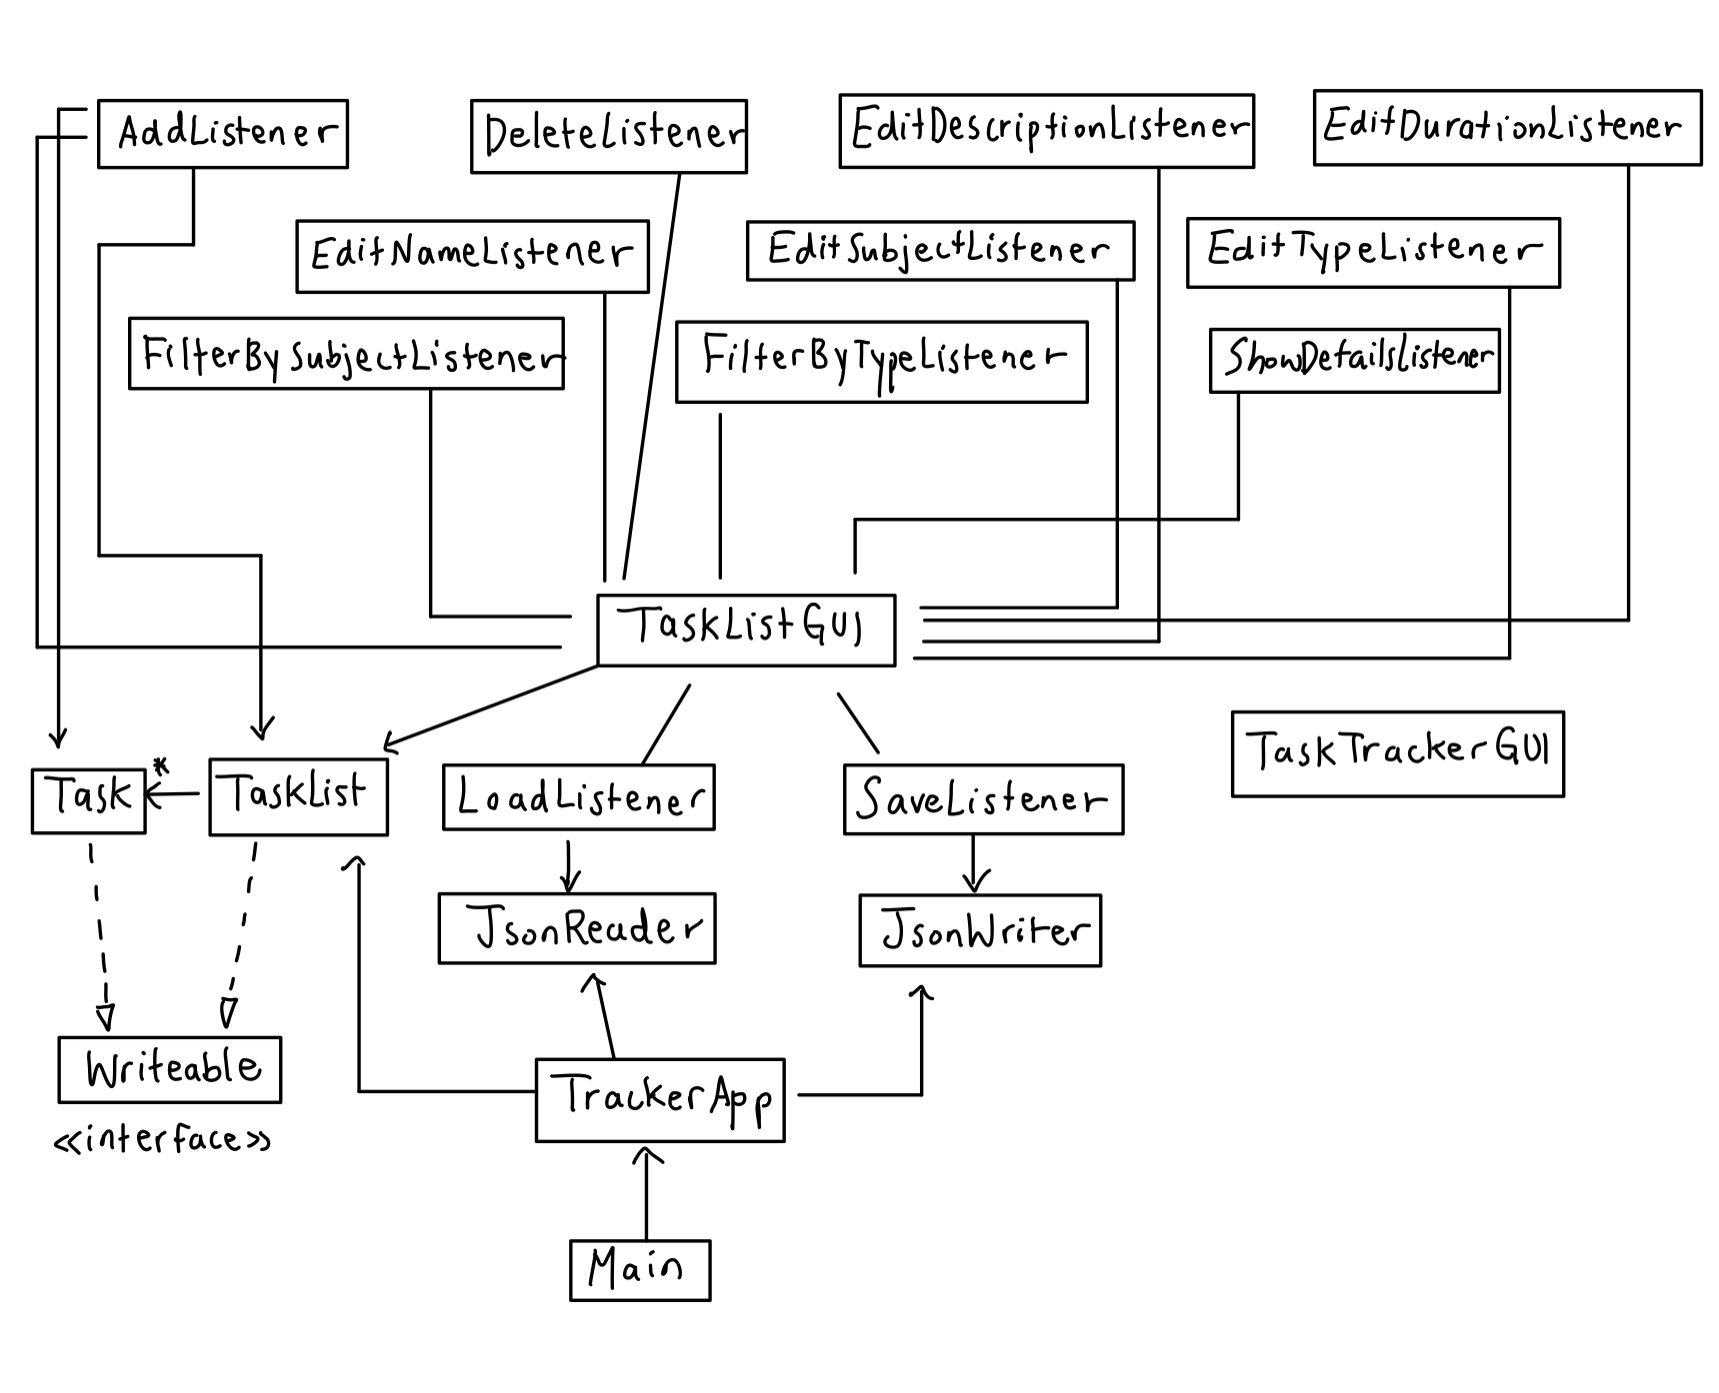 AddListener
DeleteListener
EditDescriptionListener
EditDurationListener
EditNameListener
EditSubjectListener
EditTypeListener
FilterBySubjectListener
FilterByTypeListener
ShowDetailsListener
TaskListGUI
TaskTrackerGUI
*
Task
TaskList
LoadListener
SaveListener
JsonReader
JsonWriter
Writeable
<<interface>>
TrackerApp
Main